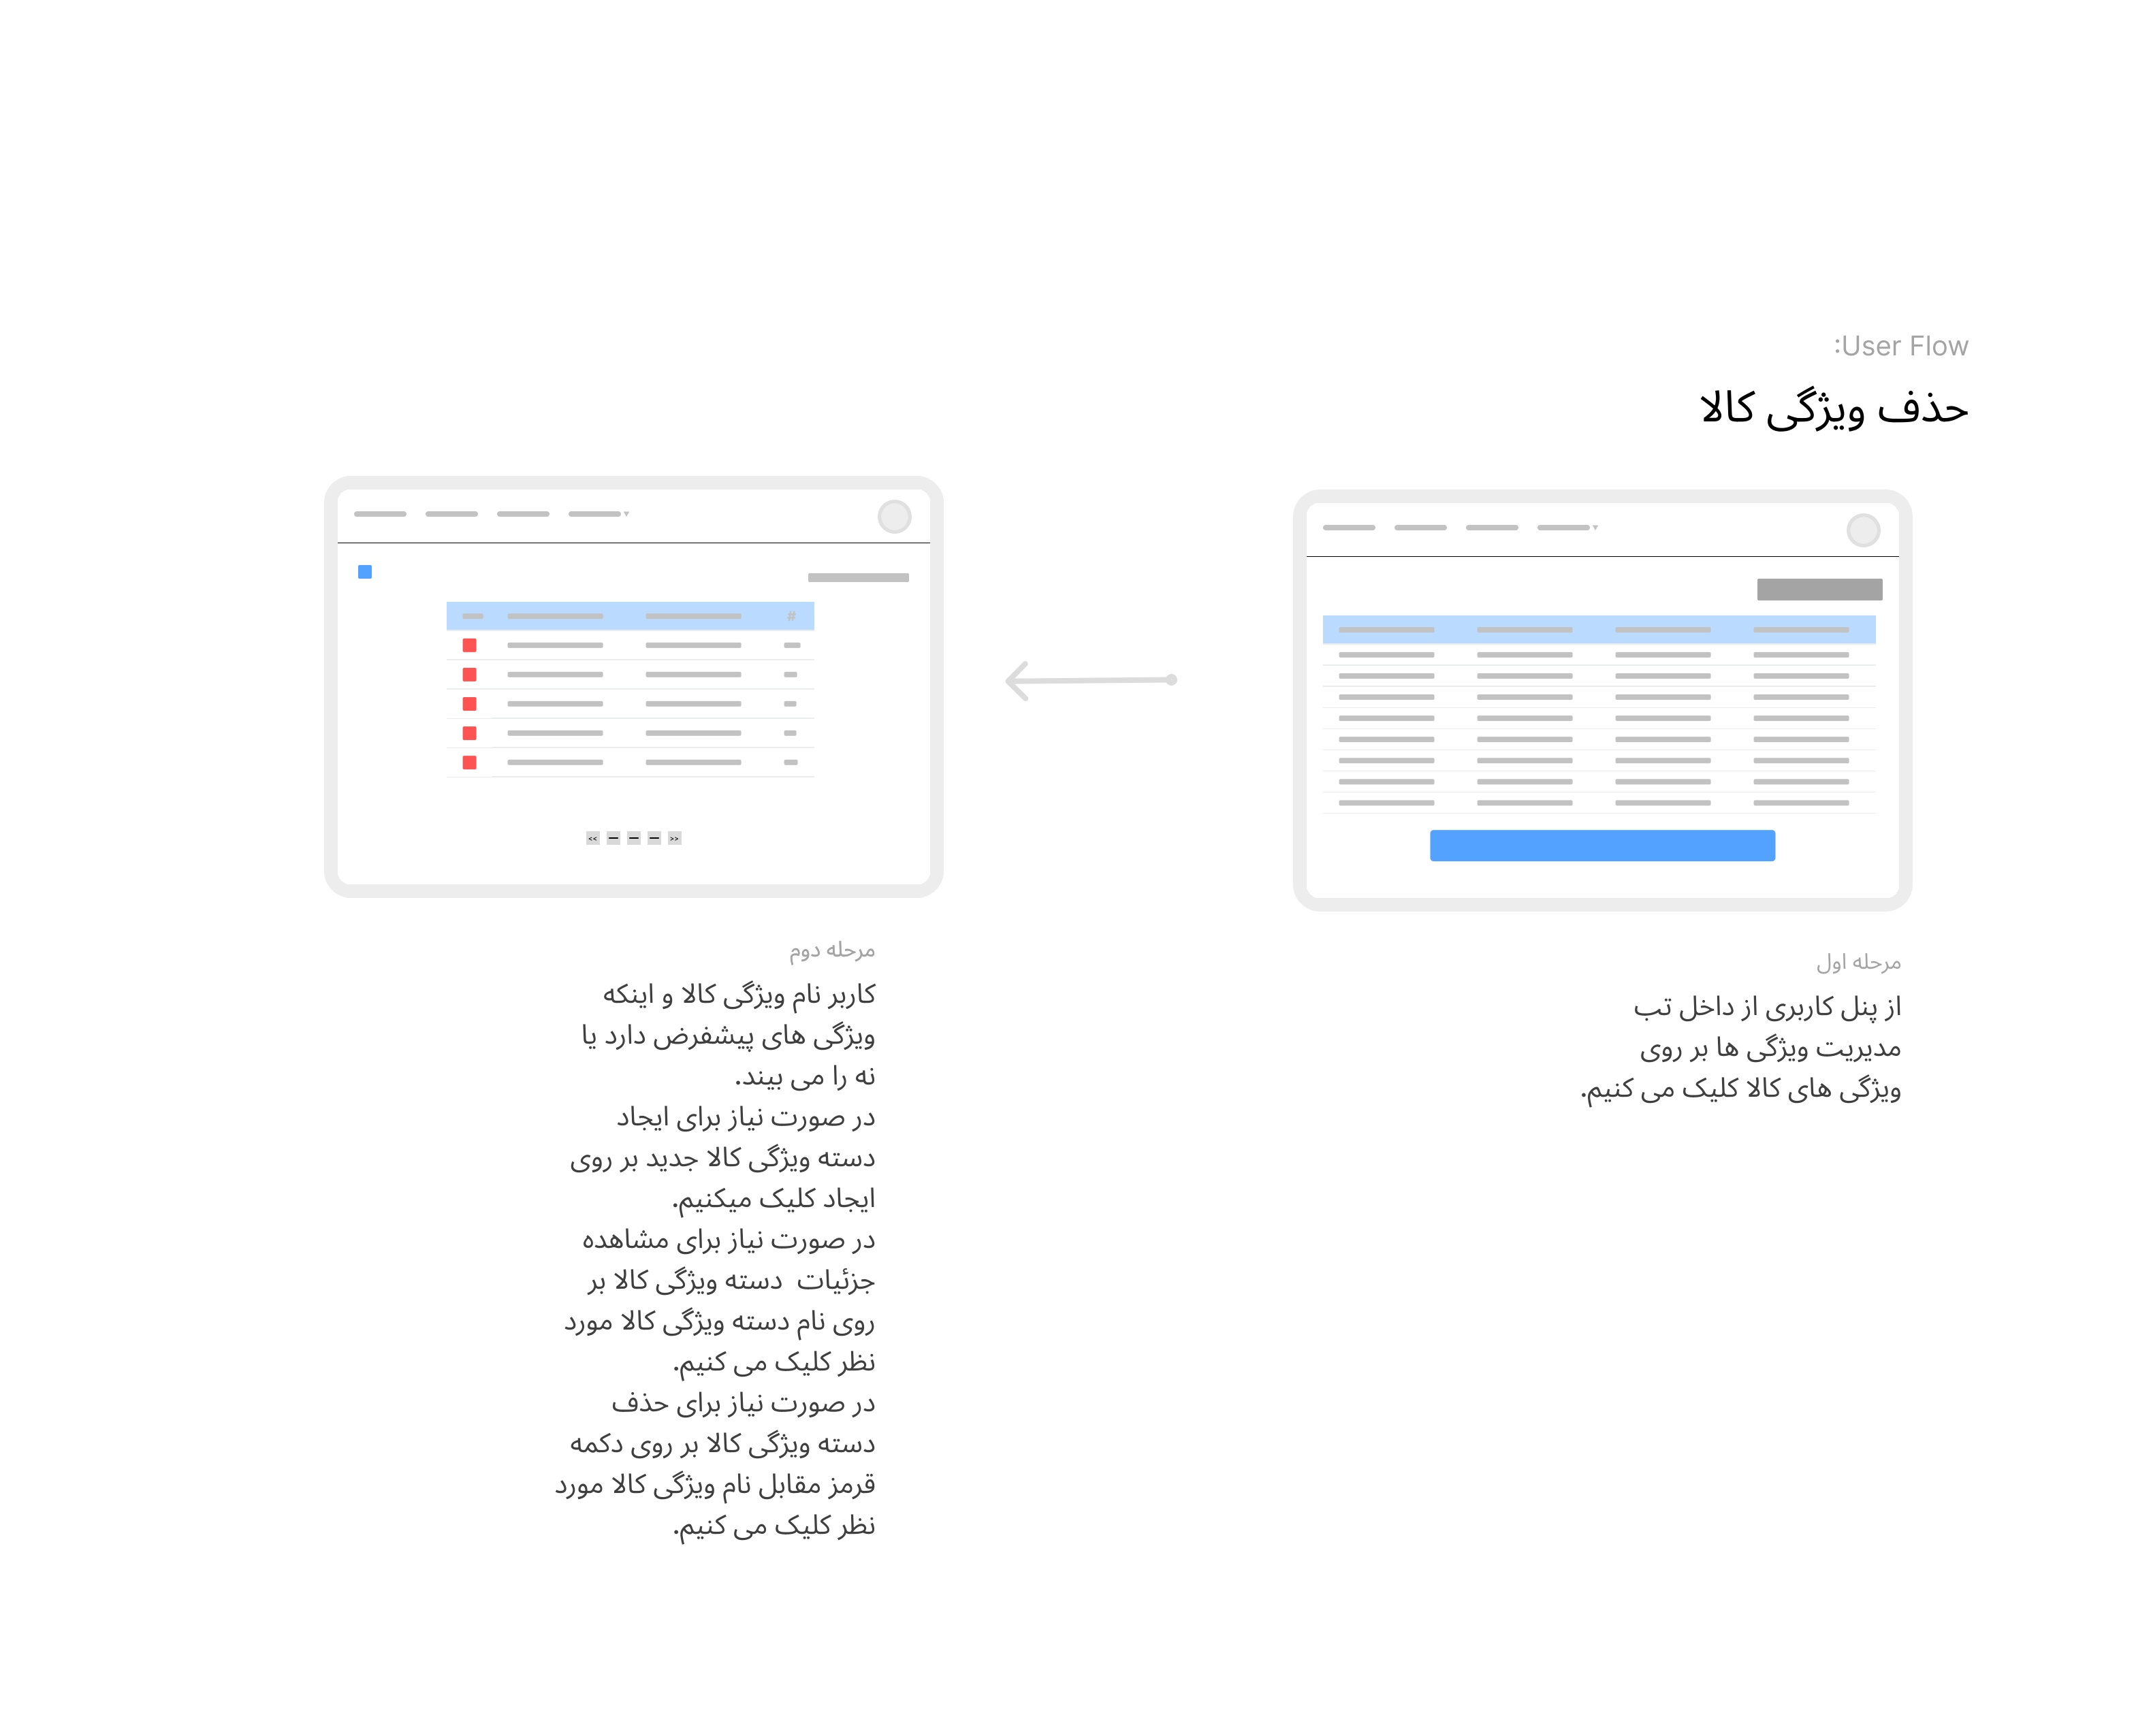 User Flow:
حذف ویژگی کالا
#
<< >>
مرحله اول
از پنل کاربری از داخل تب
مدیریت ویژگی ها بر روی
ویژگی های کالا کلیک می کنیم.
مرحله دوم
کاربر نام ویژگی کالا و اینکه
ویژگی های پیشفرض دارد یا
نه را می بیند.
در صورت نیاز برای ایجاد
دسته ویژگی کالا جدید بر روی
ایجاد کلیک میکنیم.
در صورت نیاز برای مشاهده
جزئیات دسته ویژگی کالا بر
روی نام دسته ویژگی کالا مورد
نظر کلیک می کنیم.
در صورت نیاز برای حذف
دسته ویژگی کالا بر روی دکمه
قرمز مقابل نام ویژگی کالا مورد
نظر کلیک می کنیم.